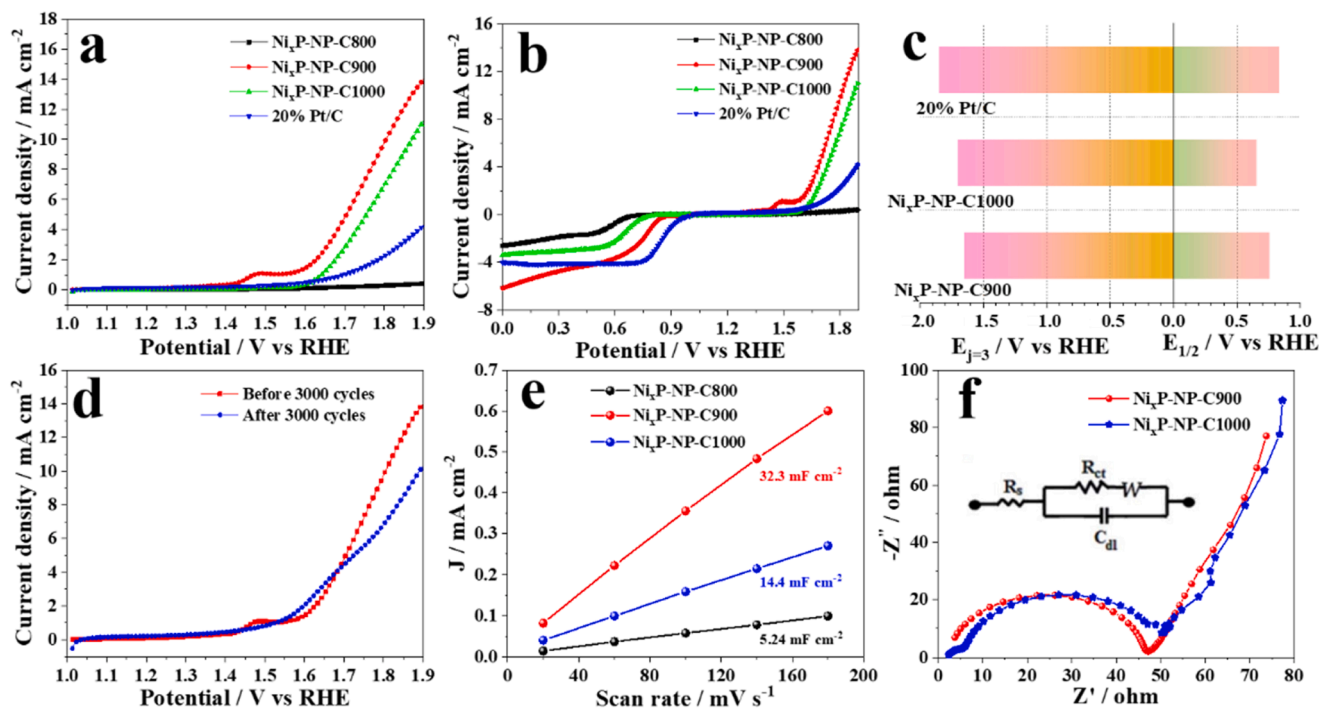 a
NiₓP-NP-C800
NiₓP-NP-C900
NiₓP-NP-C1000
20% Pt/C
Current density / mA cm⁻²
18
16
14
12
10
8
6
4
2
0
1.0 1.1 1.2 1.3 1.4 1.5 1.6 1.7 1.8 1.9
Potential / V vs RHE
b
NiₓP-NP-C800
NiₓP-NP-C900
NiₓP-NP-C1000
20% Pt/C
Current density / mA cm⁻²
16
12
8
4
0
-4
-8
0.0 0.3 0.6 0.9 1.2 1.5 1.8
Potential / V vs RHE
c
20% Pt/C
NiₓP-NP-C1000
NiₓP-NP-C900
2.0 1.5 1.0 0.5 0.0 0.5 1.0
Eⱼ₌₃ / V vs RHE
E₁/₂ / V vs RHE
d
Before 3000 cycles
After 3000 cycles
Current density / mA cm⁻²
16
14
12
10
8
6
4
2
0
1.0 1.1 1.2 1.3 1.4 1.5 1.6 1.7 1.8 1.9
Potential / V vs RHE
e
NiₓP-NP-C800
NiₓP-NP-C900
NiₓP-NP-C1000
J / mA cm⁻²
0.7
0.6
0.5
0.4
0.3
0.2
0.1
0.0
32.3 mF cm⁻²
14.4 mF cm⁻²
5.24 mF cm⁻²
0 40 80 120 160 200
Scan rate / mV s⁻¹
f
NiₓP-NP-C900
NiₓP-NP-C1000
-Z" / ohm
100
80
60
40
20
0
Rₛ
R_ct
W
C_dl
0 10 20 30 40 50 60 70 80
Z' / ohm